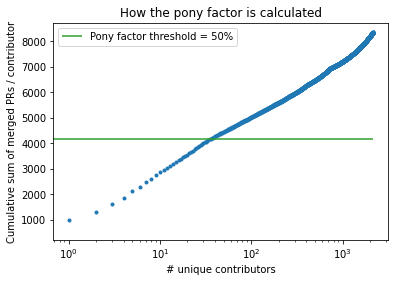 How the pony factor is calculated
Pony factor threshold = 50%
Cumulative sum of merged PRs / contributor
8000
7000
6000
5000
4000
3000
2000
1000
10⁰ 10¹ 10² 10³
# unique contributors